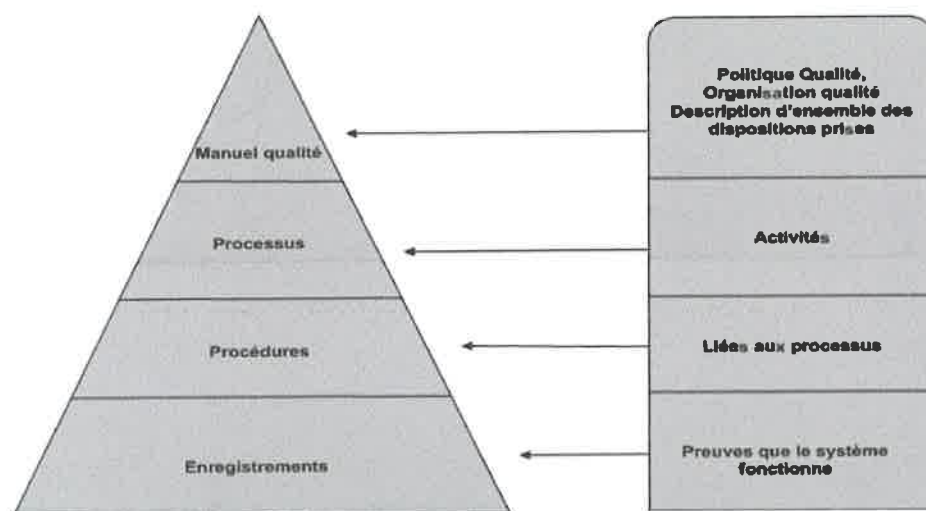 Manuel qualité
Processus
Procédures
Enregistrements
Politique Qualité,
Organisation qualité
Description d'ensemble des
dispositions prises
Activités
Liées aux processus
Preuves que le système
fonctionne